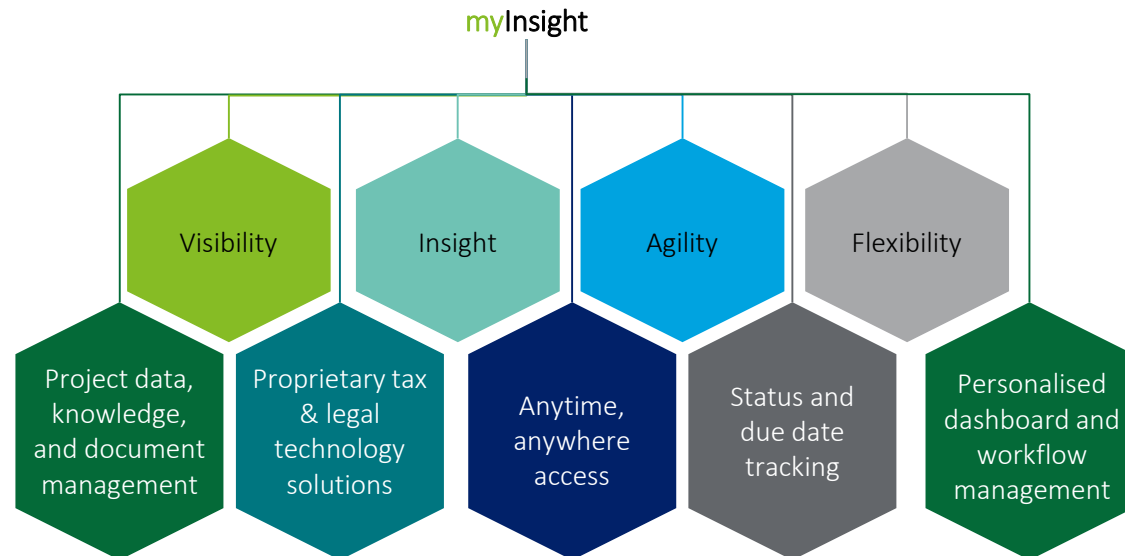 myInsight
Visibility
Insight
Agility
Flexibility
Project data,
knowledge,
and document
management
Proprietary tax
& legal
technology
solutions
Anytime,
anywhere
access
Status and
due date
tracking
Personalised
dashboard and
workflow
management